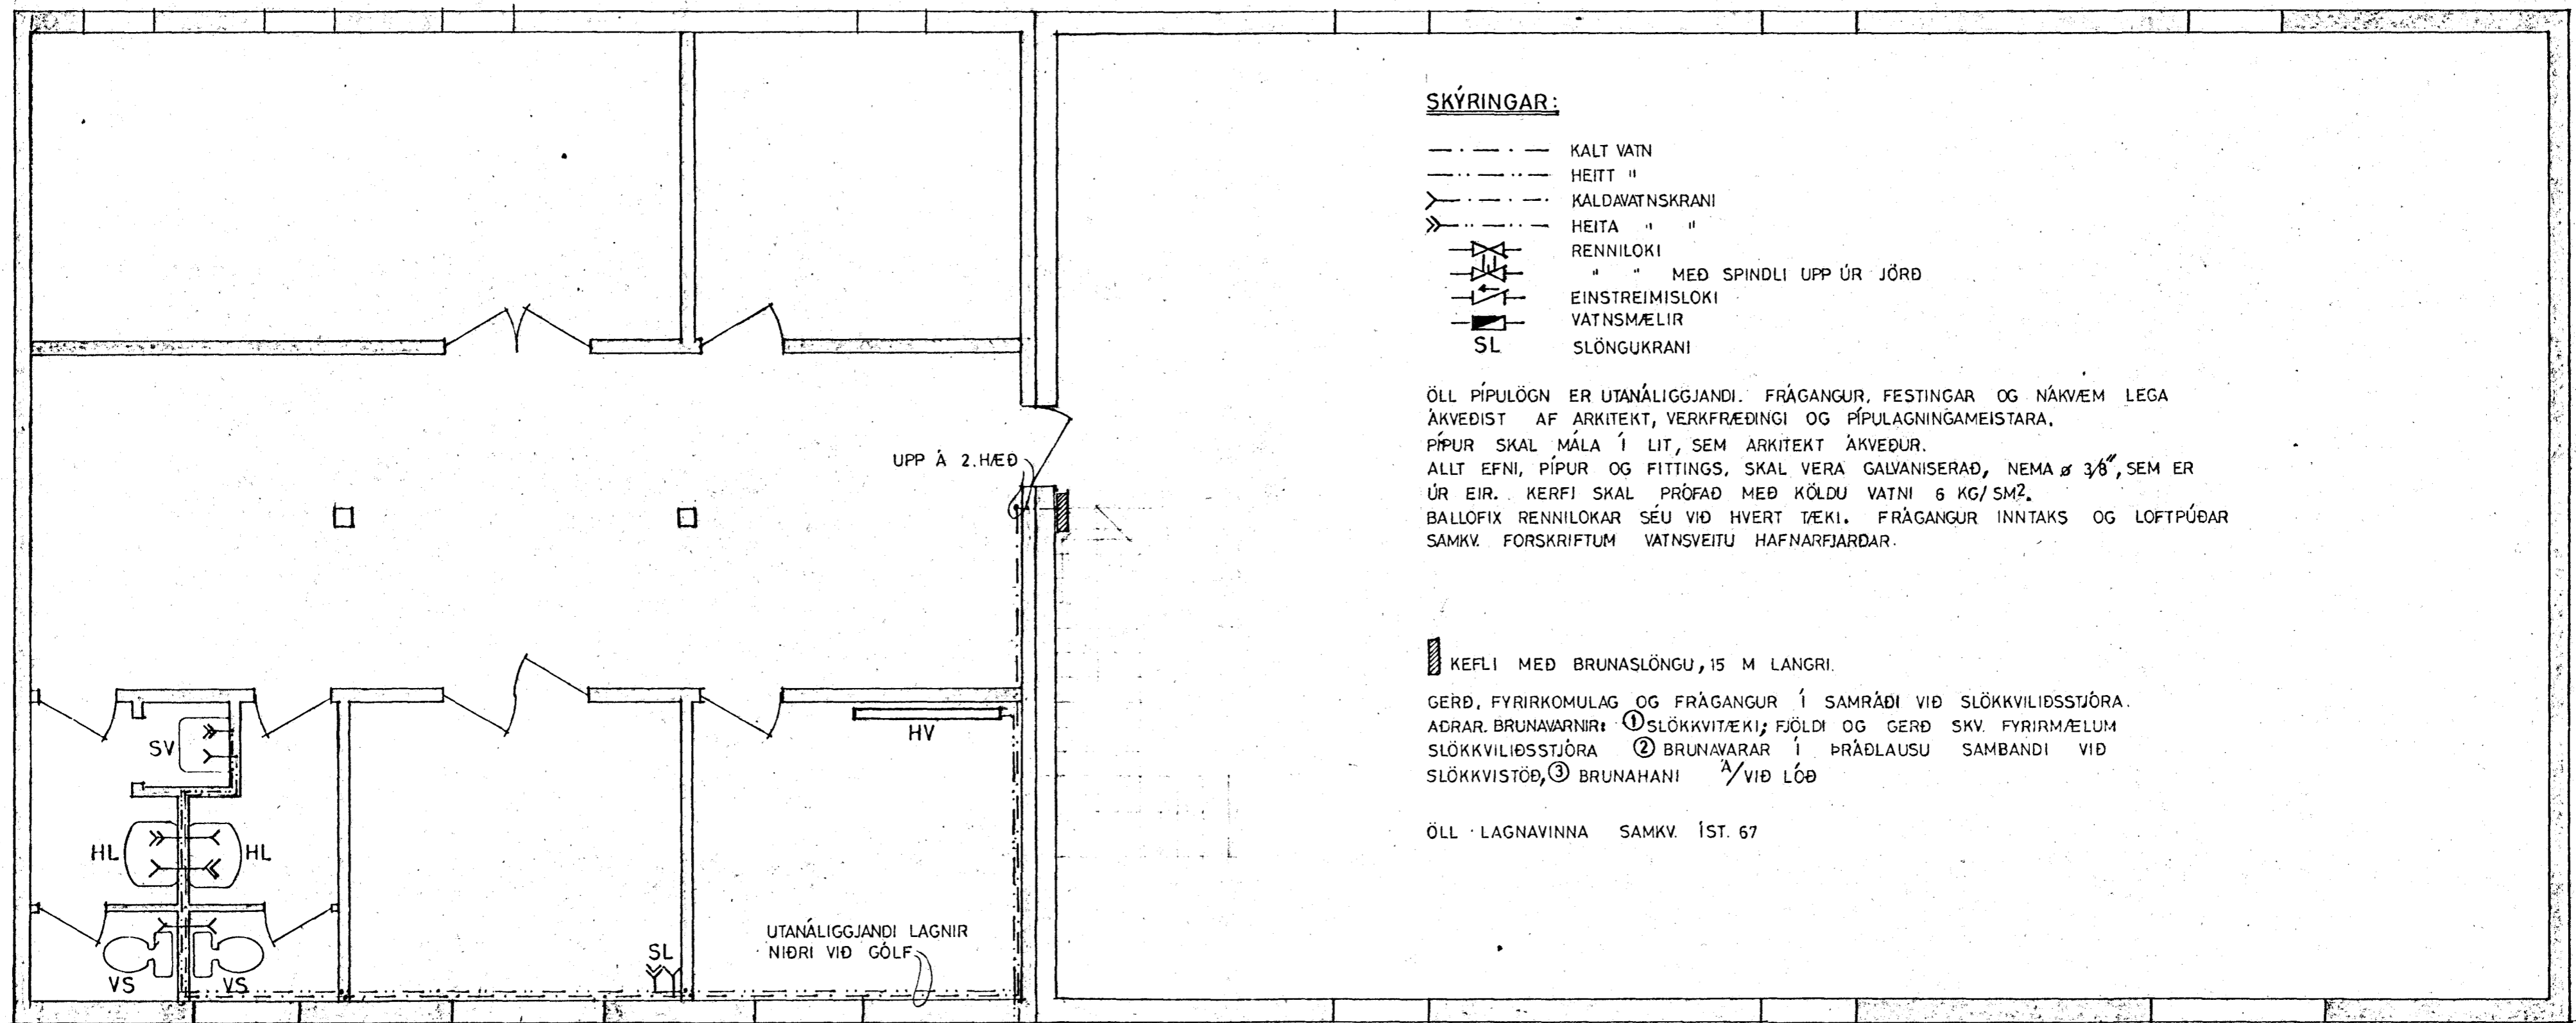 SKÝRINGAR:
KALT VATN
HEITT "
KALDAVATNSKRANI
HEITA " "
RENNILOKI
" " MEÐ SPINDLI UPP ÚR JÖRÐ
EINSTREIMISLOKI
VATNSMÆLIR
SL SLÖNGUKRANI
ÖLL PÍPULÖGN ER UTANÁLIGGJANDI. FRÁGANGUR, FESTINGAR OG NÁKVÆM LEGA
ÁKVEÐIST AF ARKITEKT, VERKFRÆÐINGI OG PÍPULAGNINGAMEISTARA.
PÍPUR SKAL MÁLA Í LIT, SEM ARKITEKT ÁKVEÐUR.
ALLT EFNI, PÍPUR OG FITTINGS, SKAL VERA GALVANISERAÐ, NEMA ø 3/8", SEM ER
ÚR EIR. KERFI SKAL PRÓFAÐ MEÐ KÖLDU VATNI 6 KG/SM2.
BALLOFIX RENNILOKAR SÉU VIÐ HVERT TÆKI. FRÁGANGUR INNTAKS OG LOFTPÚÐAR
SAMKV. FORSKRIFTUM VATNSVEITU HAFNARFJARÐAR.
KEFLI MEÐ BRUNASLÖNGU, 15 M LANGRI.
GERÐ, FYRIRKOMULAG OG FRÁGANGUR Í SAMRÁÐI VIÐ SLÖKKVILIÐSSTJÓRA.
AÐRAR BRUNAVARNIR: ① SLÖKKVITÆKI; FJÖLDI OG GERÐ SKV. FYRIRMÆLUM
SLÖKKVILIÐSSTJÓRA ② BRUNAVARAR Í ÞRÁÐLAUSU SAMBANDI VIÐ
SLÖKKVISTÖÐ, ③ BRUNAHANI Á/VIÐ LÓÐ
ÖLL LAGNAVINNA SAMKV. ÍST. 67
UPP Á 2.HÆÐ
SV
HV
HL
HL
VS
VS
SL
UTANÁLIGGJANDI LAGNIR
NIÐRI VIÐ GÓLF